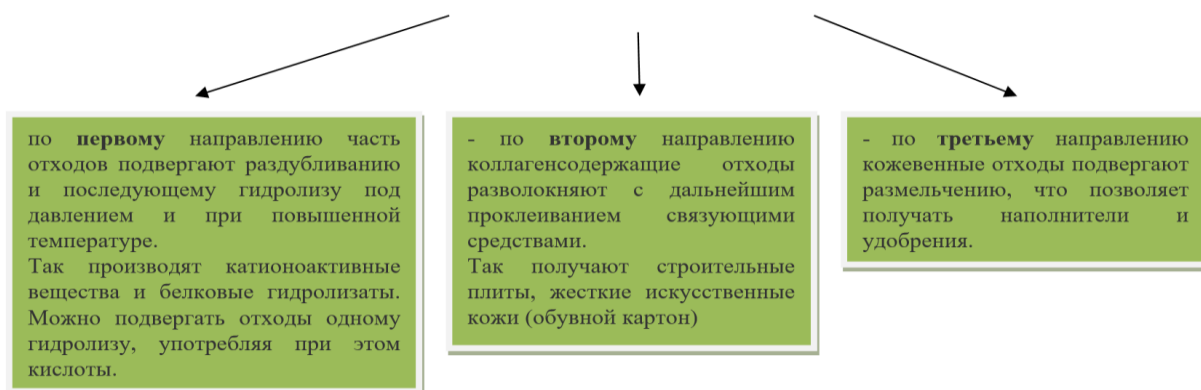 по первому направлению часть
отходов подвергают раздубливанию
и последующему гидролизу под
давлением и при повышенной
температуре.
Так производят катионоактивные
вещества и белковые гидролизаты.
Можно подвергать отходы одному
гидролизу, употребляя при этом
кислоты.
- по второму направлению
коллагенсодержащие отходы
разволокняют с дальнейшим
проклеиванием связующими
средствами.
Так получают строительные
плиты, жесткие искусственные
кожи (обувной картон)
- по третьему направлению
кожевенные отходы подвергают
размельчению, что позволяет
получать наполнители и
удобрения.